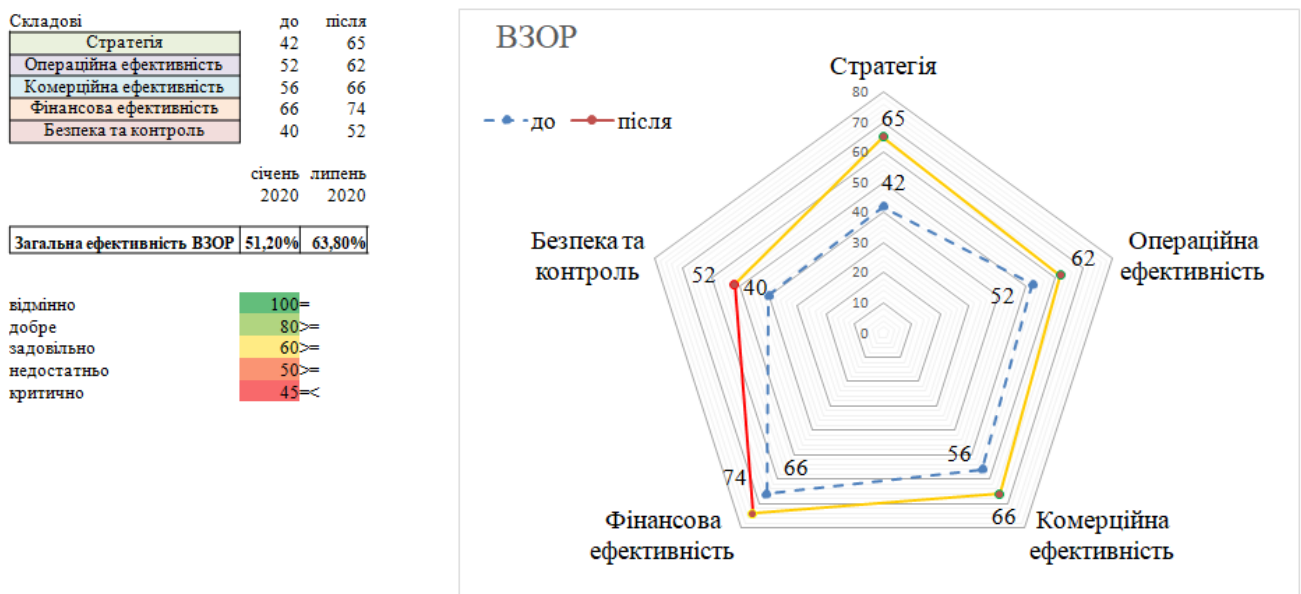 Складові до після
Стратегія 42 65
Операційна ефективність 52 62
Комерційна ефективність 56 66
Фінансова ефективність 66 74
Безпека та контроль 40 52
січень липень
2020 2020
Загальна ефективність ВЗОР 51,20% 63,80%
відмінно 100=
добре 80>=
задовільно 60>=
недостатньо 50>=
критично 45=<
ВЗОР
до після
Стратегія
80
70
65
60
50
42
40
30
20
10
0
Операційна
ефективність
62
52
Комерційна
ефективність
56
66
Фінансова
ефективність
66
74
Безпека та
контроль
52
40